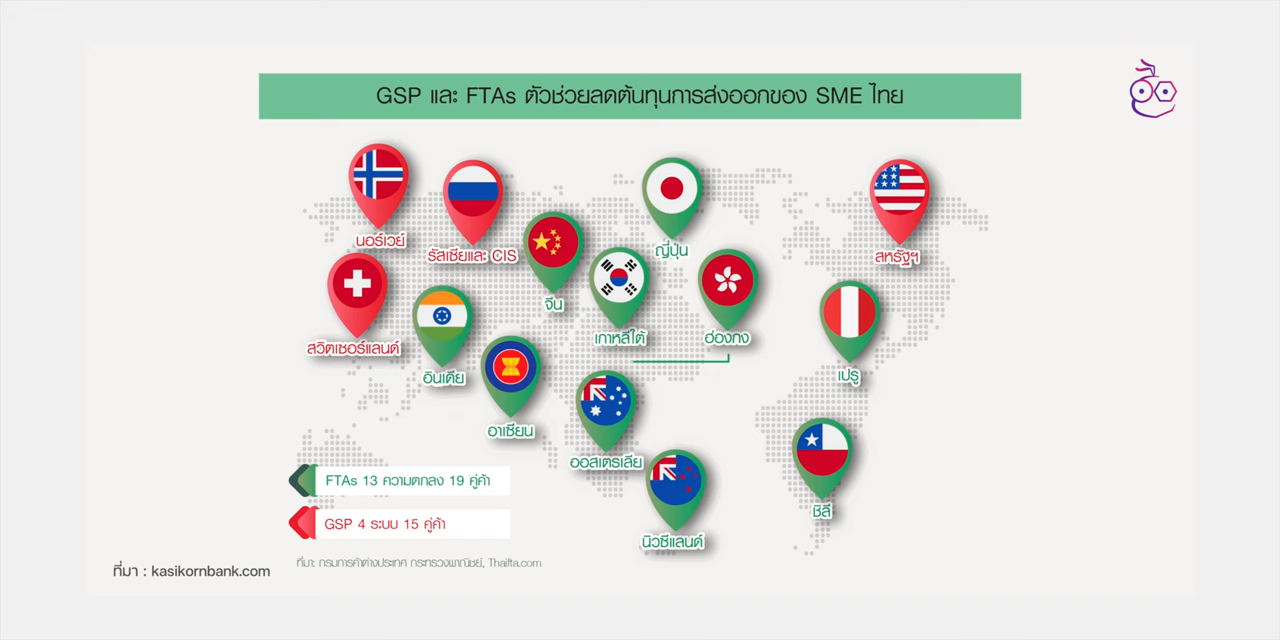 GSP และ FTAs ตัวช่วยลดต้นทุนการส่งออกของ SME ไทย
นอร์เวย์
รัสเซียและ CIS
ญี่ปุ่น
สหรัฐฯ
จีน
เกาหลีใต้
ฮ่องกง
สวิตเซอร์แลนด์
อินเดีย
เปรู
อาเซียน
ออสเตรเลีย
ชิลี
นิวซีแลนด์
FTAs 13 ความตกลง 19 คู่ค้า
GSP 4 ระบบ 15 คู่ค้า
ที่มา: กรมการค้าต่างประเทศ กระทรวงพาณิชย์, Thaifta.com
ที่มา : kasikornbank.com